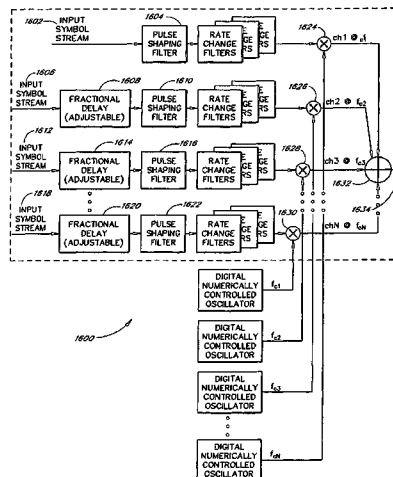 1602
INPUT
SYMBOL
STREAM
1604
PULSE
SHAPING
FILTER
RATE
CHANGE
FILTERS
1624
ch1 @
1606
INPUT
SYMBOL
STREAM
1608
FRACTIONAL
DELAY
(ADJUSTABLE)
1610
PULSE
SHAPING
FILTER
RATE
CHANGE
FILTERS
1626
ch2 @ fc2
1612
INPUT
SYMBOL
STREAM
1614
FRACTIONAL
DELAY
(ADJUSTABLE)
1616
PULSE
SHAPING
FILTER
RATE
CHANGE
FILTERS
1628
ch3 @ fc3
1632
1634
1618
INPUT
SYMBOL
STREAM
1620
FRACTIONAL
DELAY
(ADJUSTABLE)
1622
PULSE
SHAPING
FILTER
RATE
CHANGE
FILTERS
1630
chN @ fcN
DIGITAL
NUMERICALLY
CONTROLLED
OSCILLATOR
fc1
1600
DIGITAL
NUMERICALLY
CONTROLLED
OSCILLATOR
fc2
DIGITAL
NUMERICALLY
CONTROLLED
OSCILLATOR
fc3
DIGITAL
NUMERICALLY
CONTROLLED
OSCILLATOR
fcN